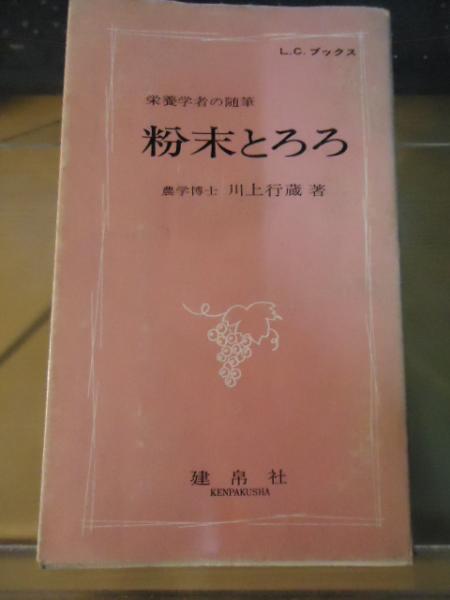 L.C.ブックス
栄養学者の随筆
粉末とろろ
農学博士 川上行蔵 著
建帛社
KENPAKUSHA